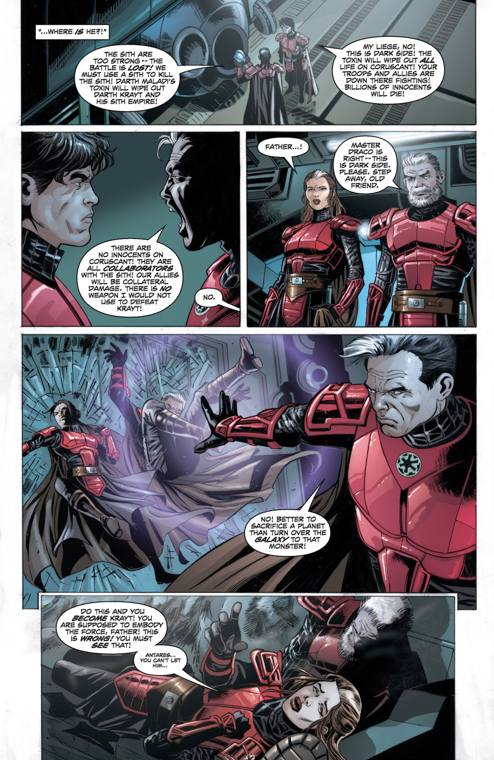 "...WHERE IS HE?!"
THE SITH ARE
TOO STRONG -- THE
BATTLE IS LOST! WE
MUST USE A SITH TO KILL
THE SITH! DARTH MALADI'S
TOXIN WILL WIPE OUT
DARTH KRAYT AND
HIS SITH EMPIRE!
MY LIEGE, NO!
THIS IS DARK SIDE! THE
TOXIN WILL WIPE OUT ALL
LIFE ON CORUSCANT! YOUR
TROOPS AND ALLIES ARE
DOWN THERE FIGHTING!
BILLIONS OF INNOCENTS
WILL DIE!
THERE ARE
NO INNOCENTS ON
CORUSCANT! THEY ARE
ALL COLLABORATORS
WITH THE SITH! OUR ALLIES
WILL BE COLLATERAL
DAMAGE. THERE IS NO
WEAPON I WOULD NOT
USE TO DEFEAT
KRAYT!
NO.
FATHER...!
MASTER
DRACO IS
RIGHT -- THIS
IS DARK SIDE.
PLEASE. STEP
AWAY, OLD
FRIEND.
NO! BETTER TO
SACRIFICE A PLANET
THAN TURN OVER THE
GALAXY TO THAT
MONSTER!
DO THIS AND YOU
BECOME KRAYT! YOU
ARE SUPPOSED TO EMBODY
THE FORCE, FATHER! THIS
IS WRONG! YOU MUST
SEE THAT!
ANTARES...
YOU CAN'T LET
HIM...